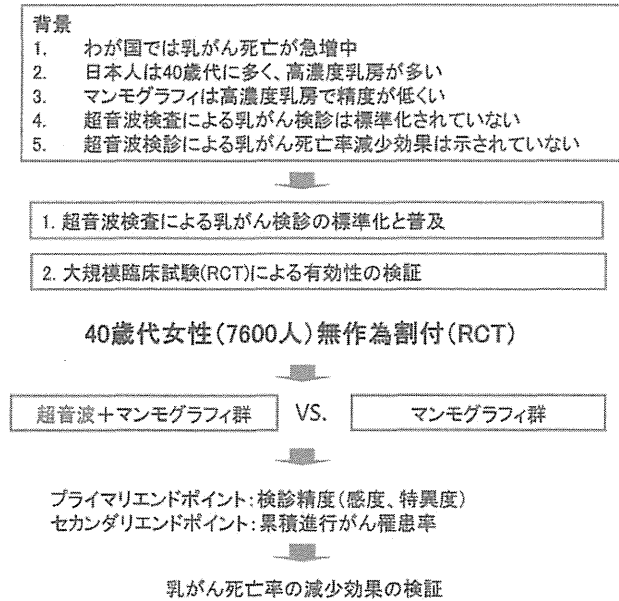 背景
1. わが国では乳がん死亡が急増中
2. 日本人は40歳代に多く、高濃度乳房が多い
3. マンモグラフィは高濃度乳房で精度が低くい
4. 超音波検査による乳がん検診は標準化されていない
5. 超音波検診による乳がん死亡率減少効果は示されていない
1. 超音波検査による乳がん検診の標準化と普及
2. 大規模臨床試験(RCT)による有効性の検証
40歳代女性(7600人)無作為割付(RCT)
超音波+マンモグラフィ群 VS. マンモグラフィ群
プライマリエンドポイント:検診精度(感度、特異度)
セカンダリエンドポイント:累積進行がん罹患率
乳がん死亡率の減少効果の検証